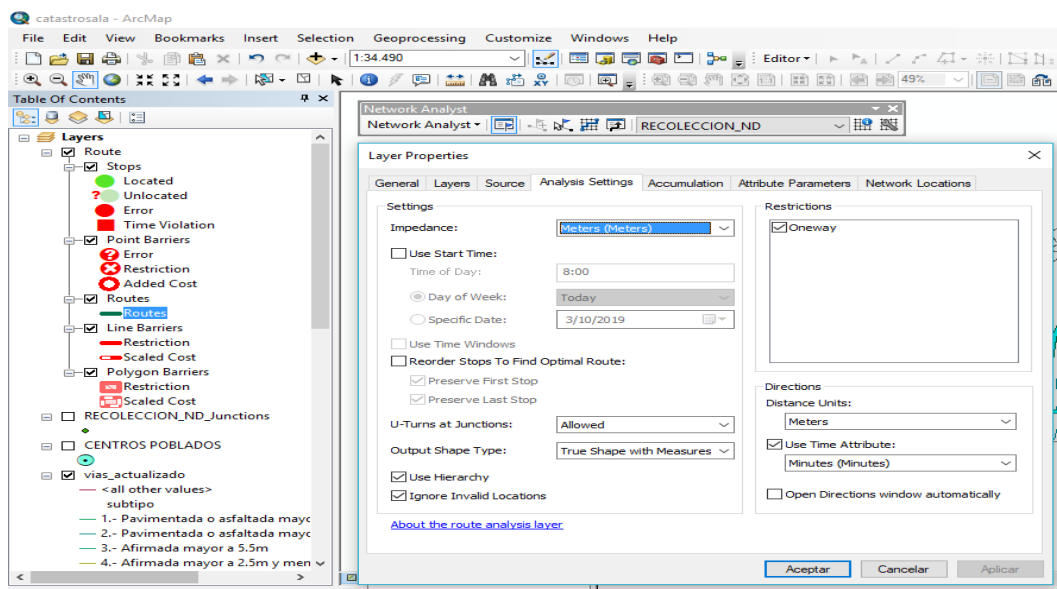 catastrosala - ArcMap
File Edit View Bookmarks Insert Selection Geoprocessing Customize Windows Help
1:34.490 Editor
49%
Table Of Contents
Layers
Route
Stops
Located
? Unlocated
Error
Time Violation
Point Barriers
Error
Restriction
Added Cost
Routes
Routes
Line Barriers
Restriction
Scaled Cost
Polygon Barriers
Restriction
Scaled Cost
RECOLECCION_ND_Junctions
CENTROS POBLADOS
vias_actualizado
<all other values>
subtipo
1.- Pavimentada o asfaltada mayo
2.- Pavimentada o asfaltada mayo
3.- Afirmada mayor a 5.5m
4.- Afirmada mayor a 2.5m y men
Network Analyst
Network Analyst RECOLECCION_ND
Layer Properties
General Layers Source Analysis Settings Accumulation Attribute Parameters Network Locations
Settings
Impedance: Meters (Meters)
Use Start Time:
Time of Day: 8:00
Day of Week: Today
Specific Date: 3/10/2019
Use Time Windows
Reorder Stops To Find Optimal Route:
Preserve First Stop
Preserve Last Stop
U-Turns at Junctions: Allowed
Output Shape Type: True Shape with Measures
Use Hierarchy
Ignore Invalid Locations
About the route analysis layer
Restrictions
Oneway
Directions
Distance Units:
Meters
Use Time Attribute:
Minutes (Minutes)
Open Directions window automatically
Aceptar Cancelar Aplicar